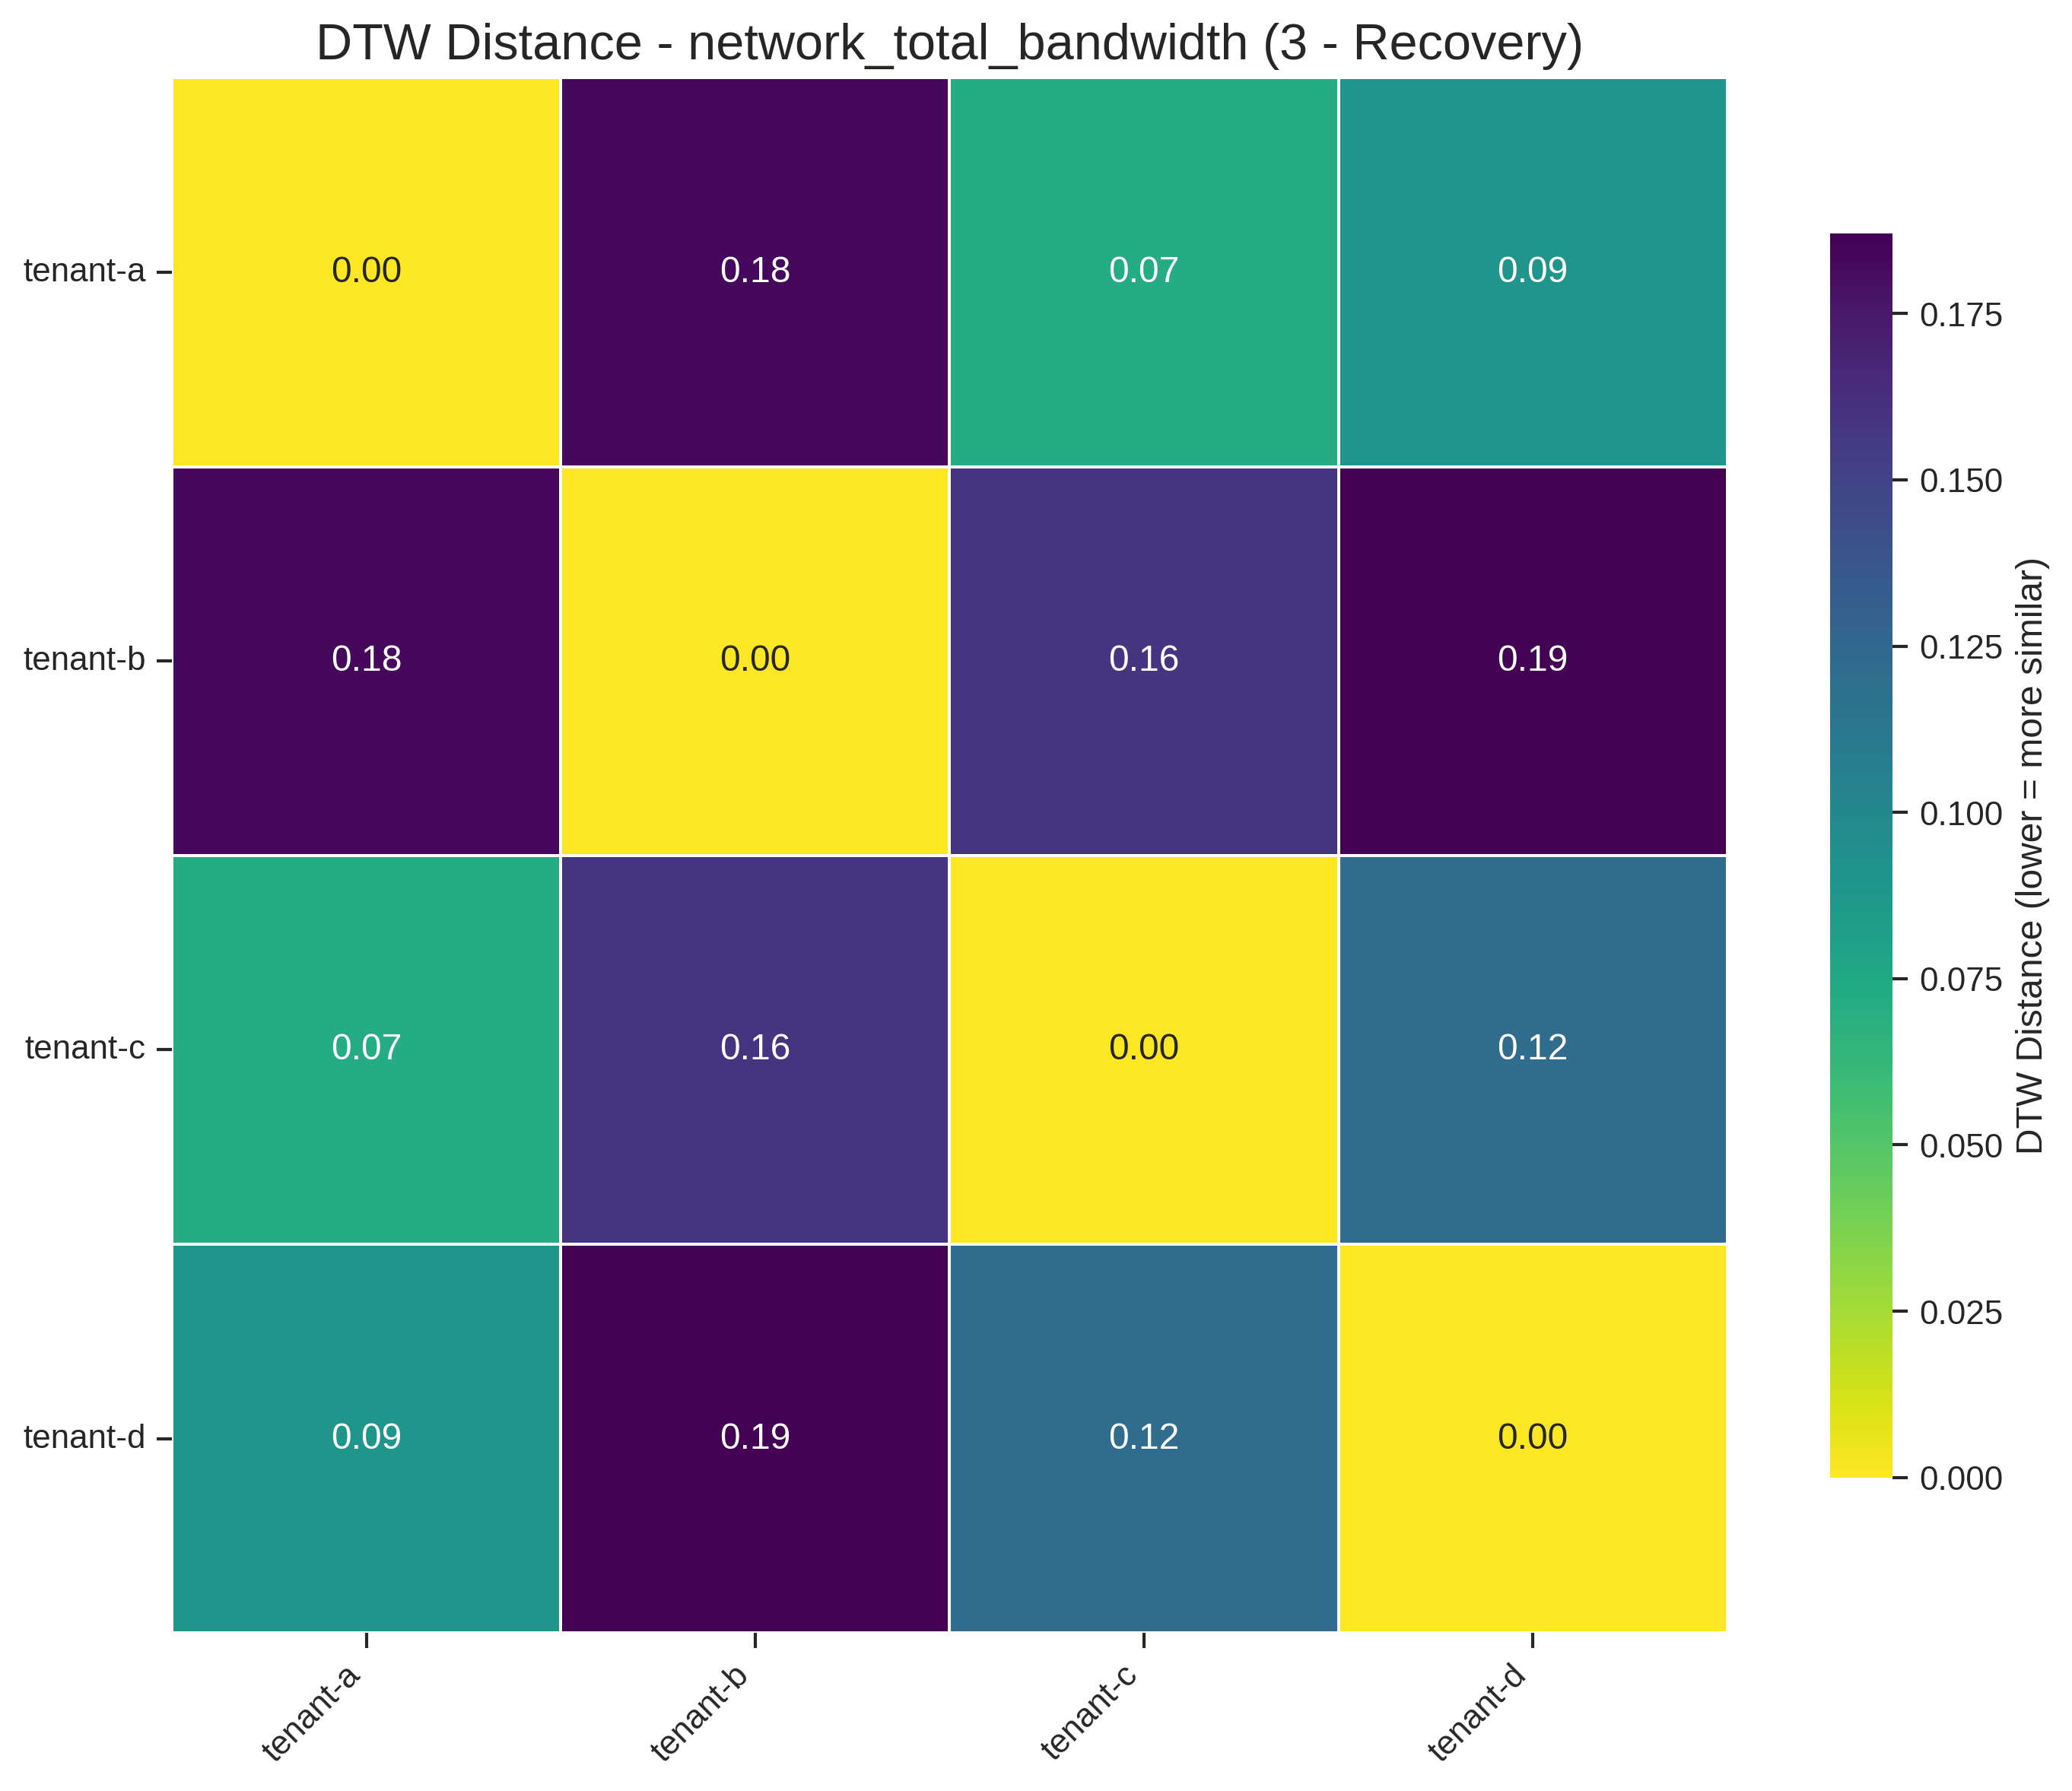 DTW Distance - network_total_bandwidth (3 - Recovery)
tenant-a 0.00 0.18 0.07 0.09
tenant-b 0.18 0.00 0.16 0.19
tenant-c 0.07 0.16 0.00 0.12
tenant-d 0.09 0.19 0.12 0.00
tenant-a tenant-b tenant-c tenant-d
0.175
0.150
0.125
0.100
0.075
0.050
0.025
0.000
DTW Distance (lower = more similar)